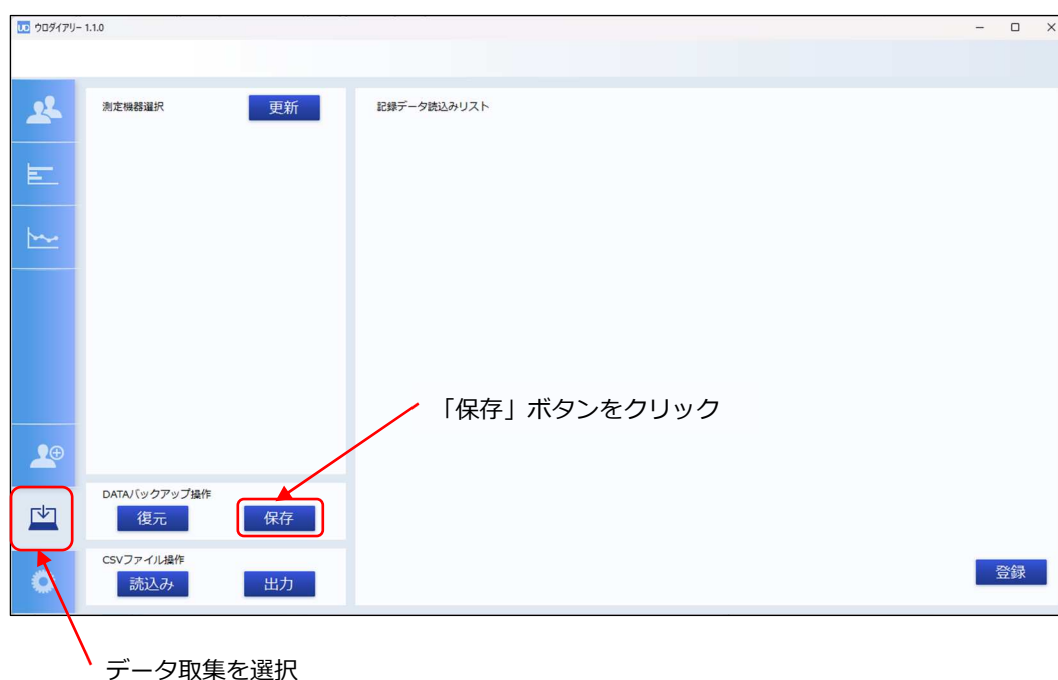 UD ウロダイアリー 1.1.0
測定機器選択
更新
記録データ読込みリスト
「保存」ボタンをクリック
DATAバックアップ操作
復元
保存
CSVファイル操作
読込み
出力
登録
データ取集を選択